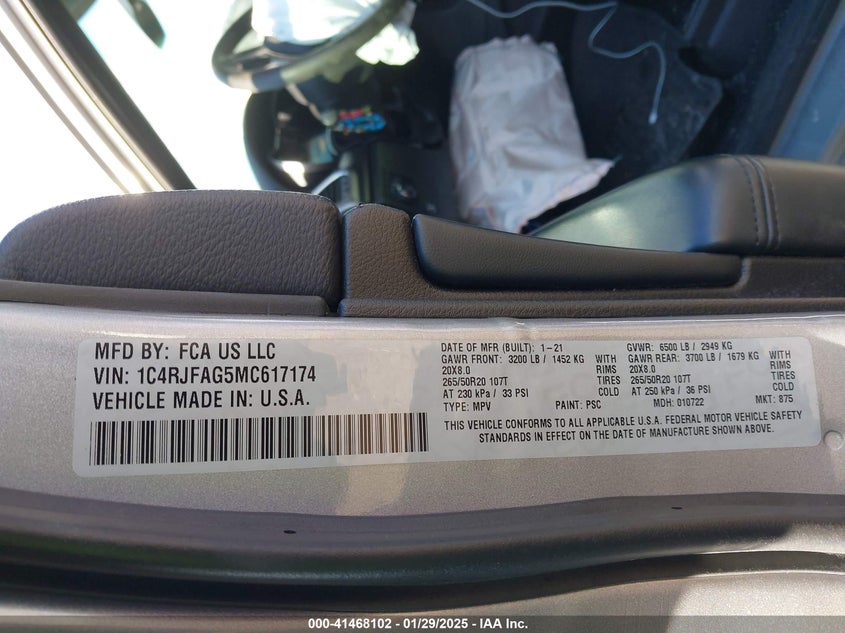 MFD BY: FCA US LLC
VIN: 1C4RJFAG5MC617174
VEHICLE MADE IN: U.S.A.
DATE OF MFR (BUILT): 1-21 GVWR: 6500 LB / 2949 KG
GAWR FRONT: 3200 LB / 1452 KG WITH GAWR REAR: 3700 LB / 1679 KG WITH
20X8.0 RIMS 20X8.0 RIMS
265/50R20 107T TIRES 265/50R20 107T TIRES
AT 230 kPa / 33 PSI COLD AT 250 kPa / 36 PSI COLD
TYPE: MPV PAINT: PSC MDH: 010722 MKT: 875
THIS VEHICLE CONFORMS TO ALL APPLICABLE U.S.A. FEDERAL MOTOR VEHICLE SAFETY
STANDARDS IN EFFECT ON THE DATE OF MANUFACTURE SHOWN ABOVE.
000-41468102 - 01/29/2025 - IAA Inc.